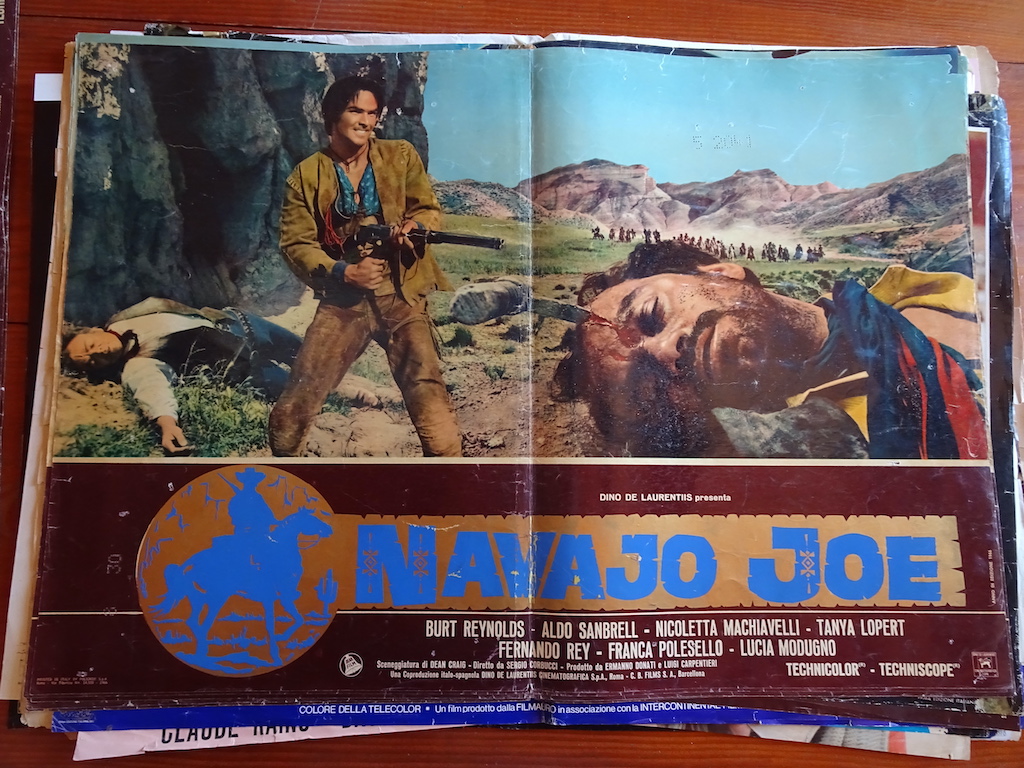 DINO DE LAURENTIIS presenta
NAVAJO JOE
BURT REYNOLDS - ALDO SANBRELL - NICOLETTA MACHIAVELLI - TANYA LOPERT
FERNANDO REY - FRANCA POLESELLO - LUCIA MODUGNO
Sceneggiatura di DEAN CRAIG - Diretto da SERGIO CORBUCCI - Prodotto da ERMANNO DONATI e LUIGI CARPENTIERI
Una Coproduzione italo-spagnola DINO DE LAURENTIIS CINEMATOGRAFICA S.p.A., Roma - C. B. FILMS S. A., Barcellona
TECHNICOLOR(R) - TECHNISCOPE(R)
COLORE DELLA TELECOLOR • Un film prodotto dalla FILMAURO in associazione con la INTERCONTINENTAL
CLAUDE RAINS